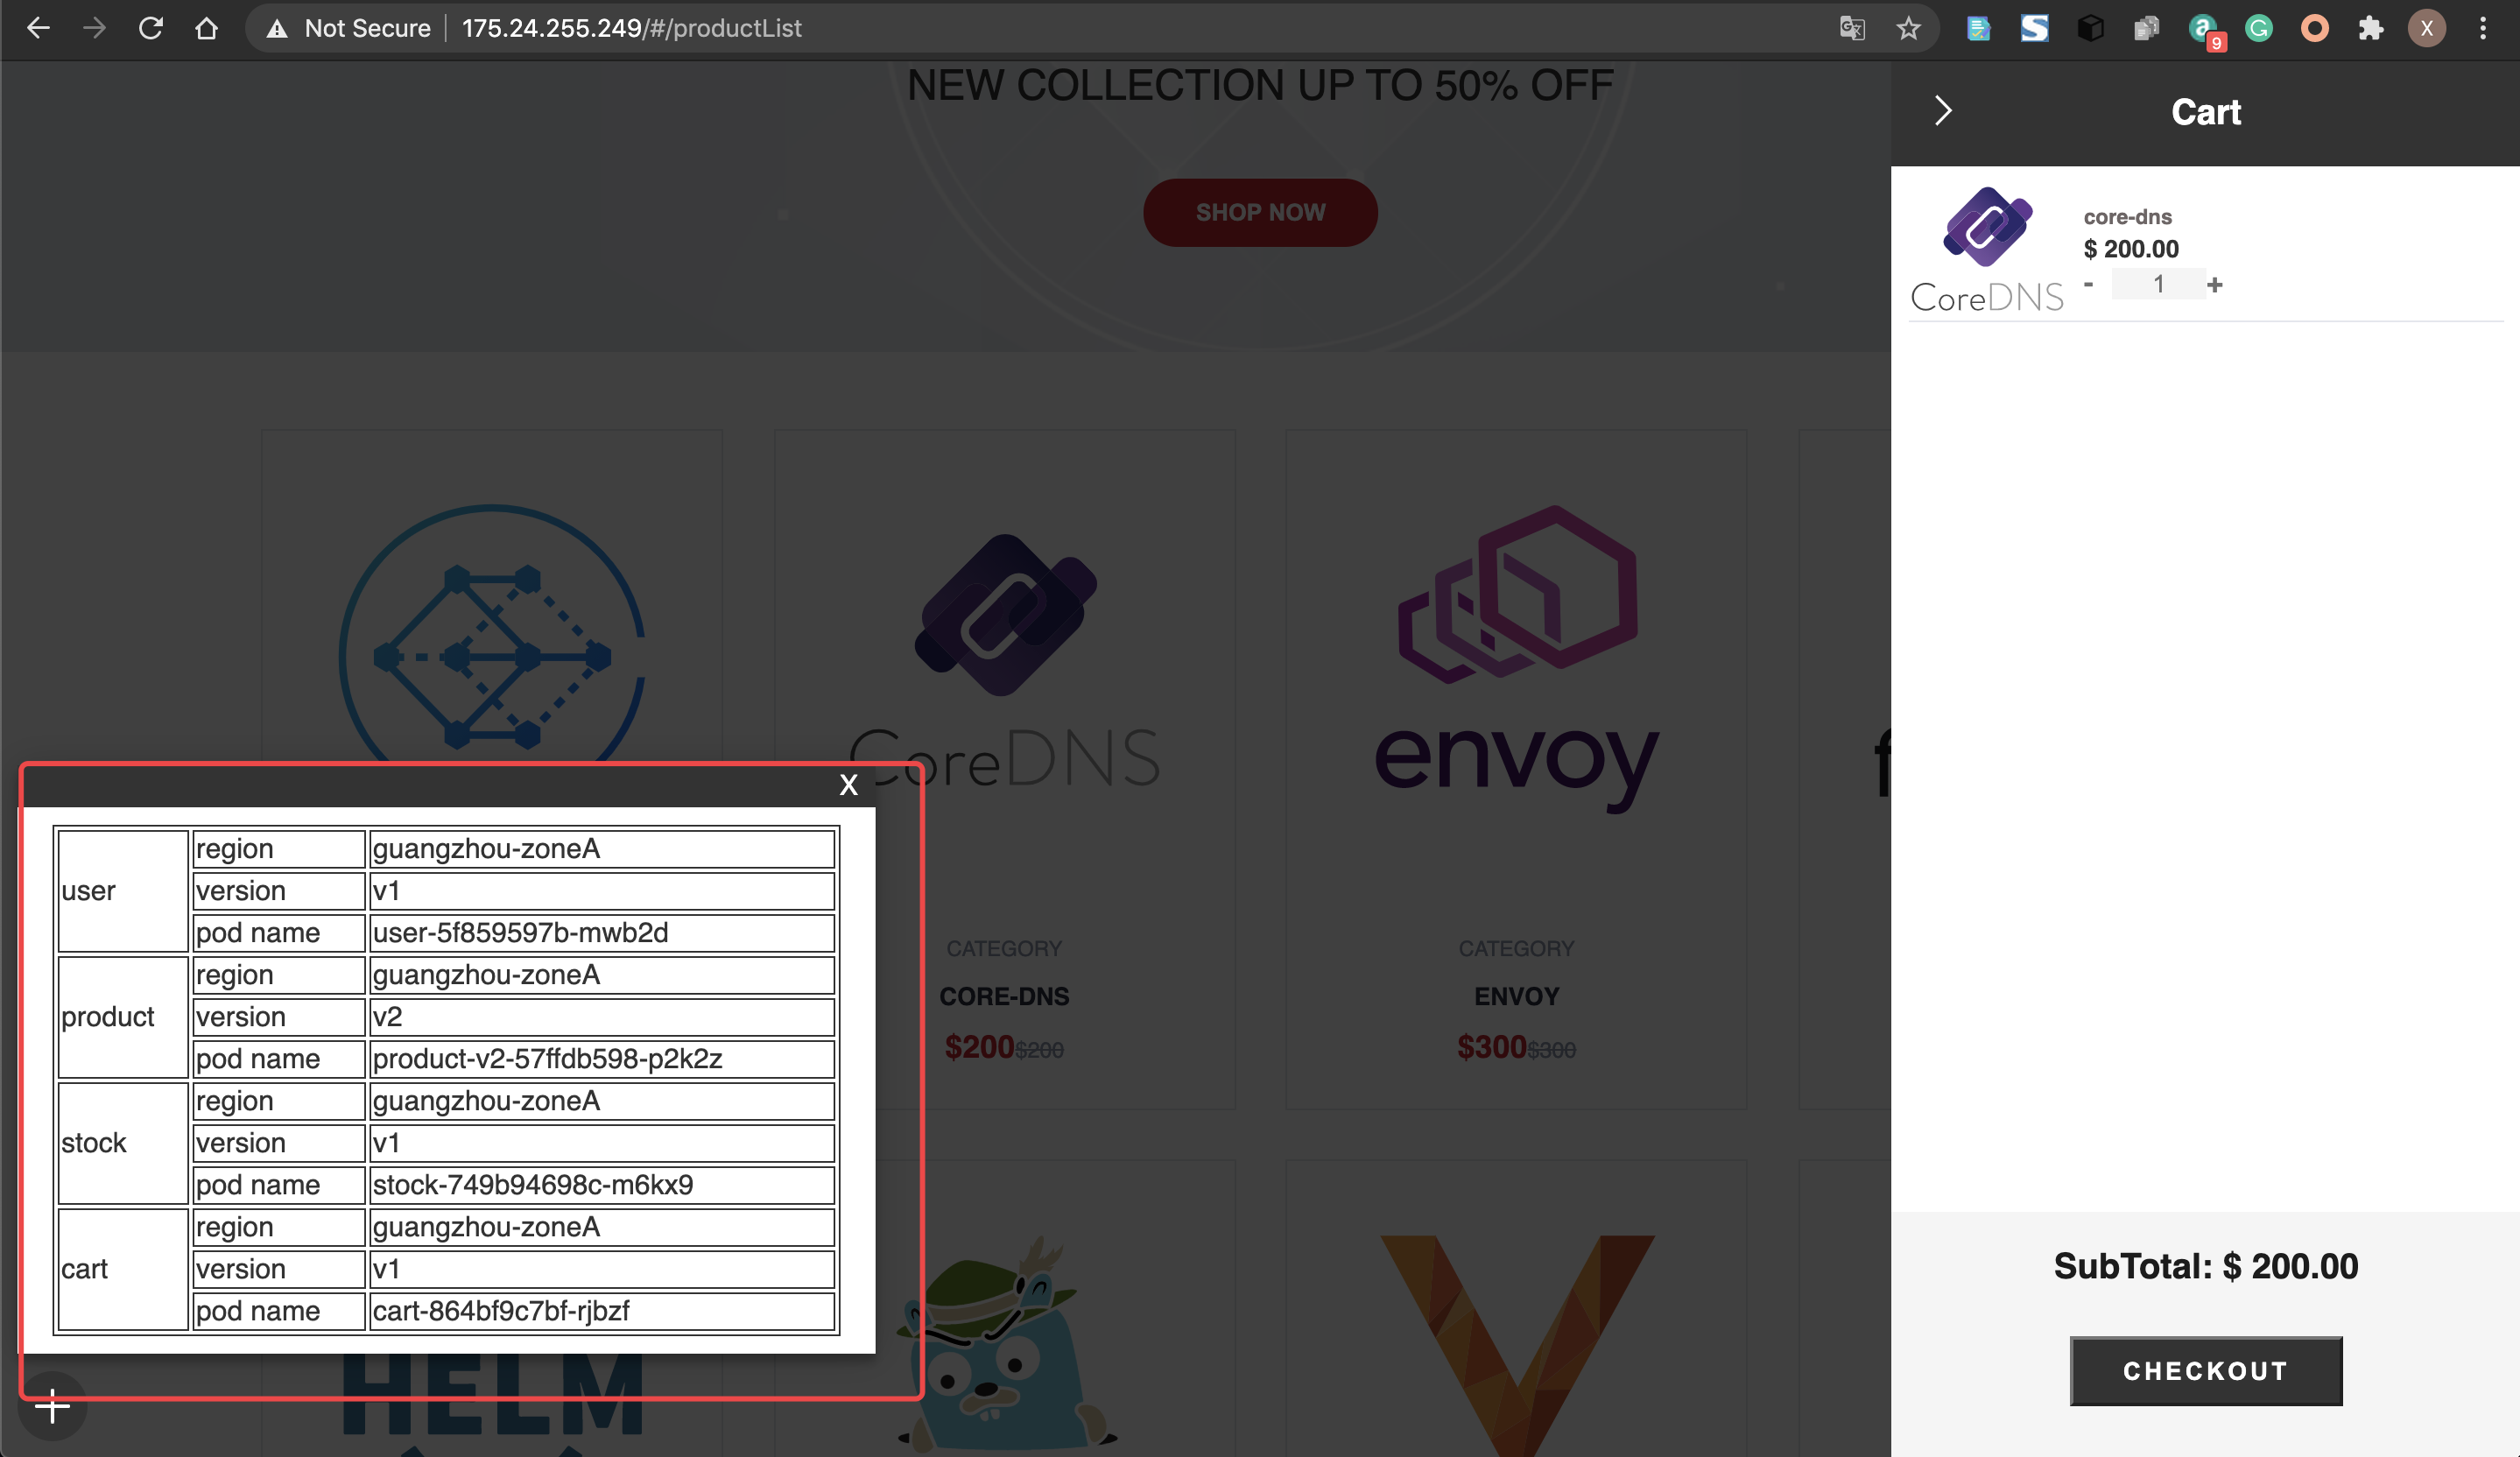 Not Secure
175.24.255.249/#/productList
9
X
NEW COLLECTION UP TO 50% OFF
SHOP NOW
Cart
core-dns
$ 200.00
- 1 +
CoreDNS
CoreDNS
envoy
f
X
user
region guangzhou-zoneA
version v1
pod name user-5f859597b-mwb2d
product
region guangzhou-zoneA
version v2
pod name product-v2-57ffdb598-p2k2z
stock
region guangzhou-zoneA
version v1
pod name stock-749b94698c-m6kx9
cart
region guangzhou-zoneA
version v1
pod name cart-864bf9c7bf-rjbzf
CATEGORY
CORE-DNS
$200$200
CATEGORY
ENVOY
$300$300
HELM
SubTotal: $ 200.00
CHECKOUT